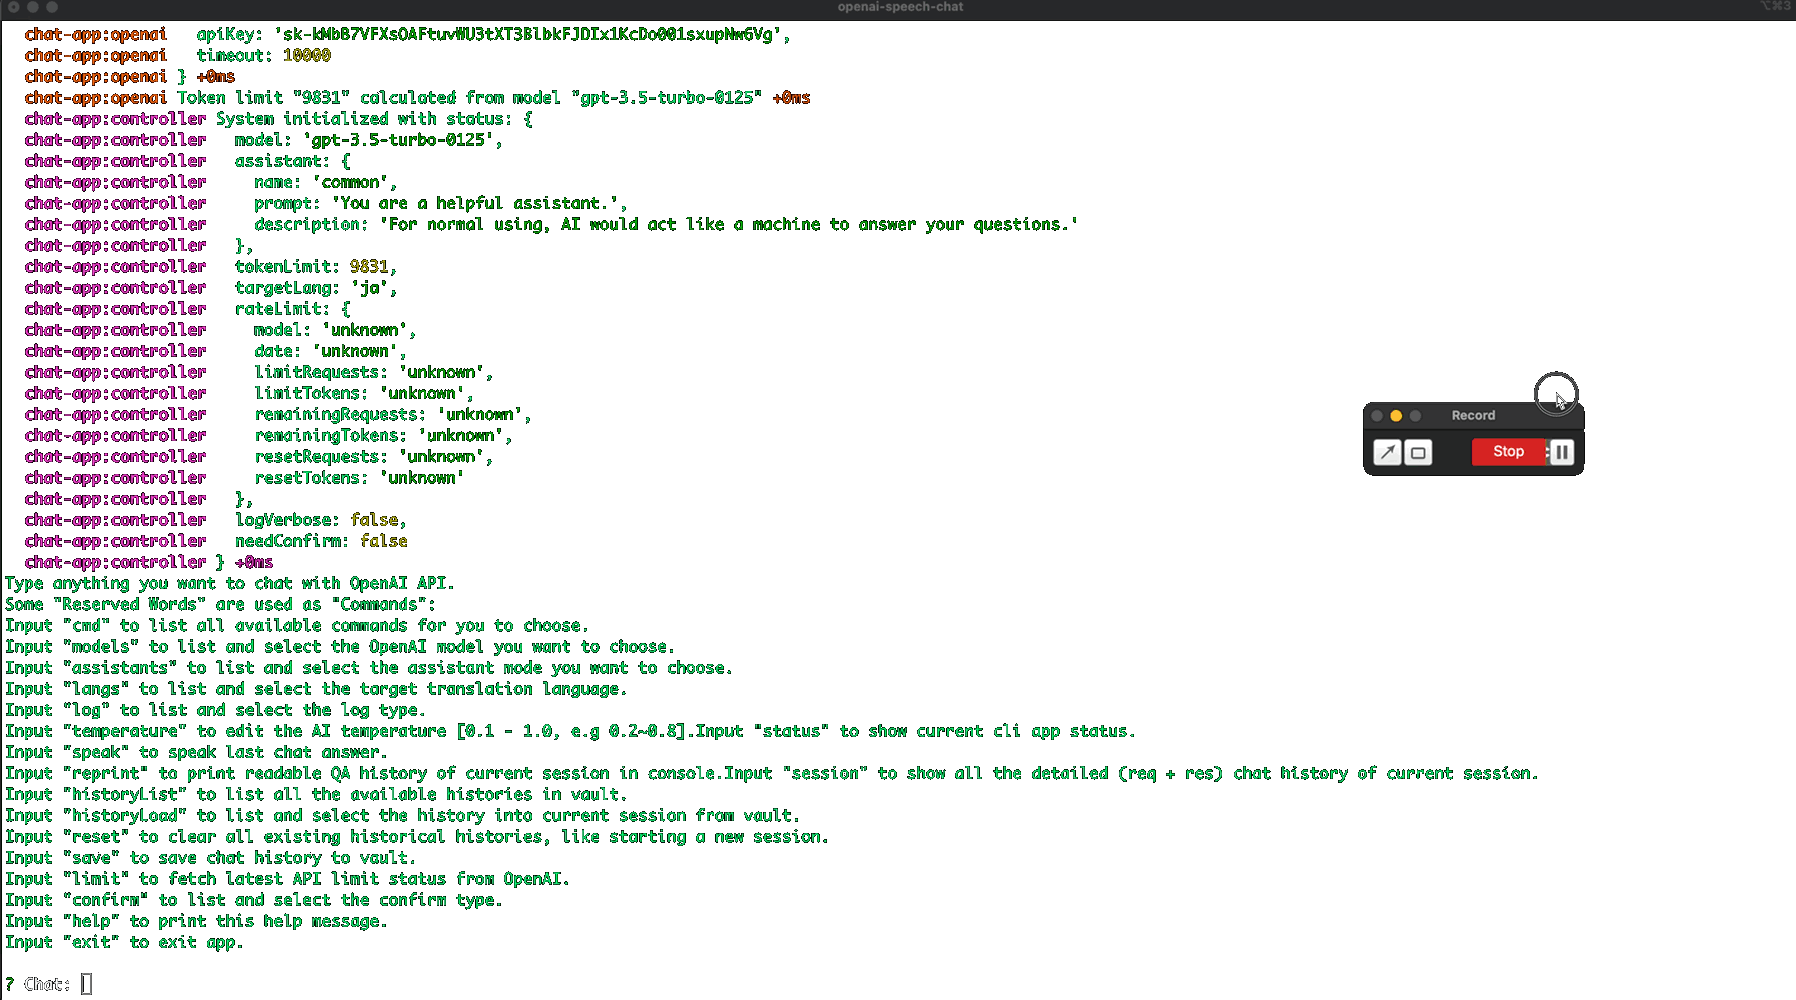 openai-speech-chat
⌥⌘3
chat-app:openai apiKey: '',
chat-app:openai timeout: 10000
chat-app:openai } +0ms
chat-app:openai Token limit "9831" calculated from model "gpt-3.5-turbo-0125" +0ms
chat-app:controller System initialized with status: {
chat-app:controller model: 'gpt-3.5-turbo-0125',
chat-app:controller assistant: {
chat-app:controller name: 'common',
chat-app:controller prompt: 'You are a helpful assistant.',
chat-app:controller description: 'For normal using, AI would act like a machine to answer your questions.'
chat-app:controller },
chat-app:controller tokenLimit: 9831,
chat-app:controller targetLang: 'ja',
chat-app:controller rateLimit: {
chat-app:controller model: 'unknown',
chat-app:controller date: 'unknown',
chat-app:controller limitRequests: 'unknown',
chat-app:controller limitTokens: 'unknown',
chat-app:controller remainingRequests: 'unknown',
chat-app:controller remainingTokens: 'unknown',
chat-app:controller resetRequests: 'unknown',
chat-app:controller resetTokens: 'unknown'
chat-app:controller },
chat-app:controller logVerbose: false,
chat-app:controller needConfirm: false
chat-app:controller } +0ms
Type anything you want to chat with OpenAI API.
Some "Reserved Words" are used as "Commands":
Input "cmd" to list all available commands for you to choose.
Input "models" to list and select the OpenAI model you want to choose.
Input "assistants" to list and select the assistant mode you want to choose.
Input "langs" to list and select the target translation language.
Input "log" to list and select the log type.
Input "temperature" to edit the AI temperature [0.1 - 1.0, e.g 0.2~0.8].Input "status" to show current cli app status.
Input "speak" to speak last chat answer.
Input "reprint" to print readable QA history of current session in console.Input "session" to show all the detailed (req + res) chat history of current session.
Input "historyList" to list all the available histories in vault.
Input "historyLoad" to list and select the history into current session from vault.
Input "reset" to clear all existing historical histories, like starting a new session.
Input "save" to save chat history to vault.
Input "limit" to fetch latest API limit status from OpenAI.
Input "confirm" to list and select the confirm type.
Input "help" to print this help message.
Input "exit" to exit app.
? Chat:
Record
Stop